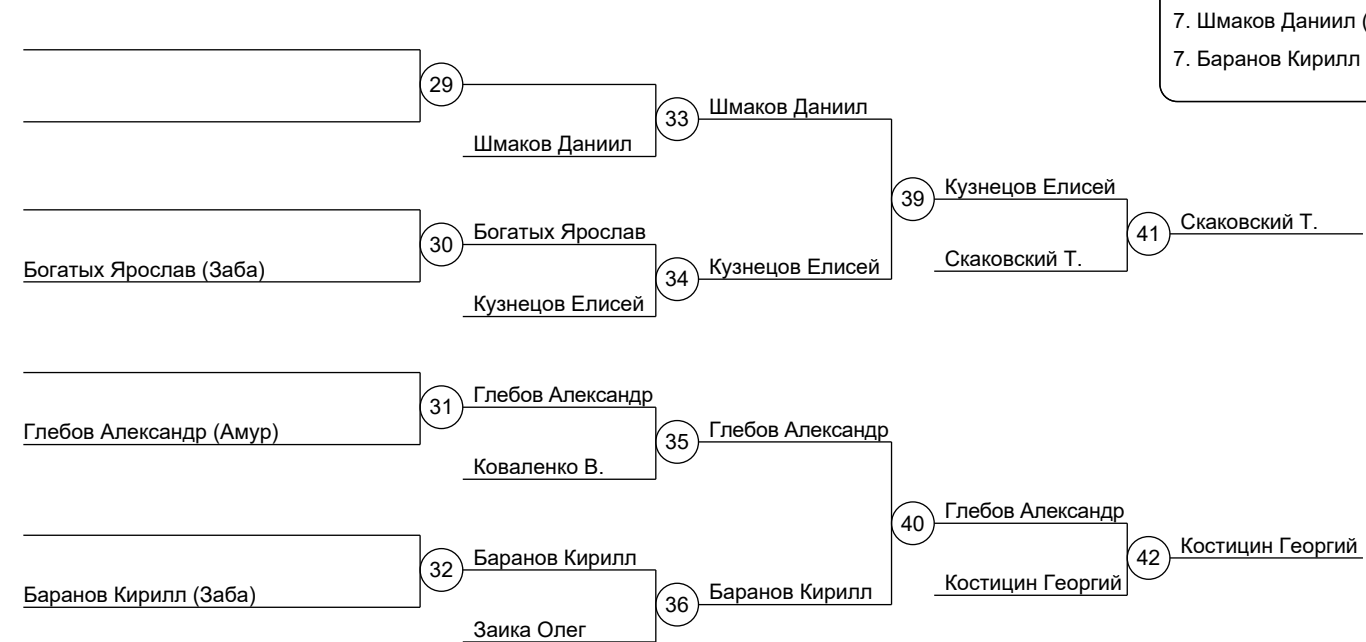 7. Шмаков Даниил (
7. Баранов Кирилл
29
33
Шмаков Даниил
Шмаков Даниил
39
Кузнецов Елисей
41
Скаковский Т.
30
Богатых Ярослав
Богатых Ярослав (Заба)
34
Кузнецов Елисей
Скаковский Т.
Кузнецов Елисей
31
Глебов Александр
Глебов Александр (Амур)
35
Глебов Александр
Коваленко В.
40
Глебов Александр
42
Костицин Георгий
32
Баранов Кирилл
Баранов Кирилл (Заба)
36
Баранов Кирилл
Костицин Георгий
Заика Олег